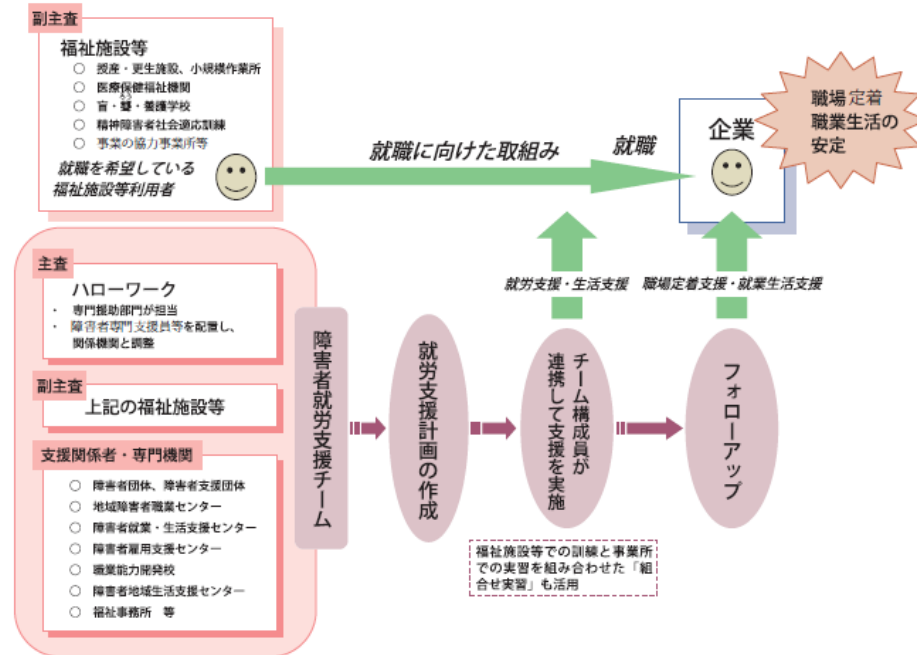 副主査
福祉施設等
○ 授産・更生施設、小規模作業所
○ 医療保健福祉機関
○ 盲・聾・養護学校
ろう
○ 精神障害者社会適応訓練
○ 事業の協力事業所等
就職を希望している
福祉施設等利用者
就職に向けた取組み
就職
企業
職場定着
職業生活の
安定
主査
ハローワーク
・ 専門援助部門が担当
・ 障害者専門支援員等を配置し、
関係機関と調整
副主査
上記の福祉施設等
支援関係者・専門機関
○ 障害者団体、障害者支援団体
○ 地域障害者職業センター
○ 障害者就業・生活支援センター
○ 障害者雇用支援センター
○ 職業能力開発校
○ 障害者地域生活支援センター
○ 福祉事務所 等
障害者就労支援チーム
就労支援計画の作成
就労支援・生活支援
チーム構成員が
連携して支援を実施
職場定着支援・就業生活支援
フォローアップ
福祉施設等での訓練と事業所
での実習を組み合わせた「組
合せ実習」も活用